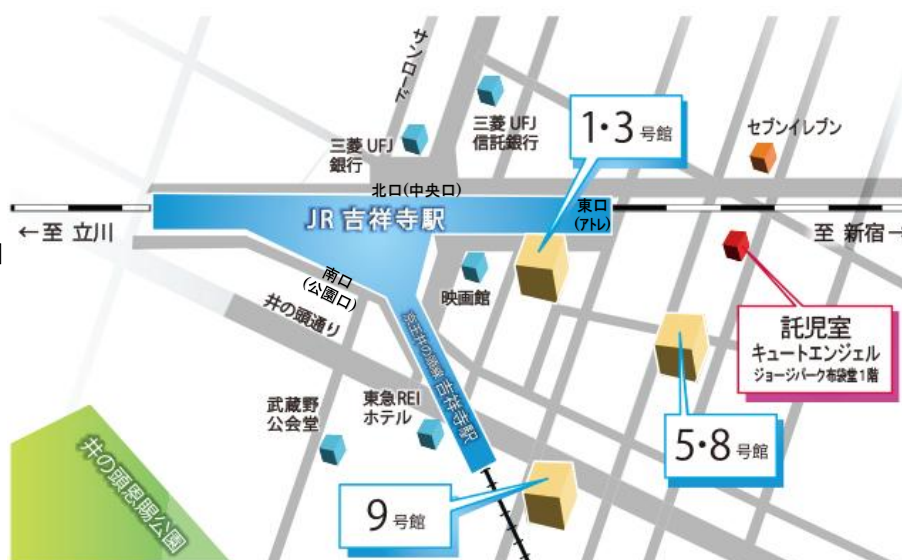 サンロード
三菱 UFJ
銀行
三菱 UFJ
信託銀行
1・3 号館
セブンイレブン
北口(中央口)
JR 吉祥寺駅
東口
(アトレ)
←至 立川
至 新宿→
南口
(公園口)
井の頭通り
映画館
京王井の頭線 吉祥寺駅
託児室
キュートエンジェル
ジョージパーク布袋堂1階
武蔵野
公会堂
東急REI
ホテル
5・8 号館
9 号館
井の頭恩賜公園